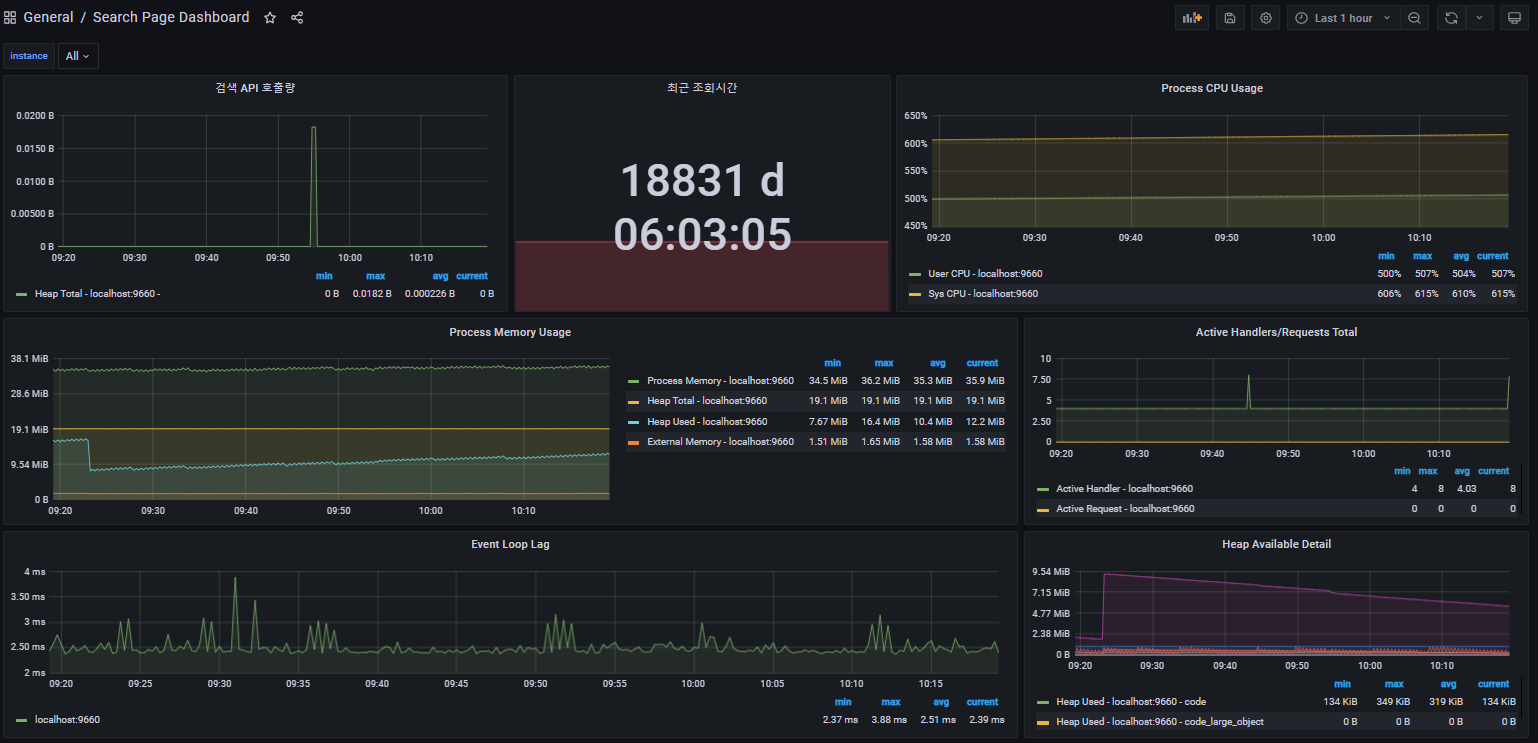 General / Search Page Dashboard
Last 1 hour
instance All
검색 API 호출량
0.0200 B
0.0150 B
0.0100 B
0.00500 B
0 B
09:20 09:30 09:40 09:50 10:00 10:10
min max avg current
Heap Total - localhost:9660 - 0 B 0.0182 B 0.000226 B 0 B
최근 조회시간
18831 d
06:03:05
Process CPU Usage
650%
600%
550%
500%
450%
09:20 09:30 09:40 09:50 10:00 10:10
min max avg current
User CPU - localhost:9660 500% 507% 504% 507%
Sys CPU - localhost:9660 606% 615% 610% 615%
Process Memory Usage
38.1 MiB
28.6 MiB
19.1 MiB
9.54 MiB
0 B
09:20 09:30 09:40 09:50 10:00 10:10
min max avg current
Process Memory - localhost:9660 34.5 MiB 36.2 MiB 35.3 MiB 35.9 MiB
Heap Total - localhost:9660 19.1 MiB 19.1 MiB 19.1 MiB 19.1 MiB
Heap Used - localhost:9660 7.67 MiB 16.4 MiB 10.4 MiB 12.2 MiB
External Memory - localhost:9660 1.51 MiB 1.65 MiB 1.58 MiB 1.58 MiB
Active Handlers/Requests Total
10
7.50
5
2.50
0
09:20 09:30 09:40 09:50 10:00 10:10
min max avg current
Active Handler - localhost:9660 4 8 4.03 8
Active Request - localhost:9660 0 0 0 0
Event Loop Lag
4 ms
3.50 ms
3 ms
2.50 ms
2 ms
09:20 09:25 09:30 09:35 09:40 09:45 09:50 09:55 10:00 10:05 10:10 10:15
min max avg current
localhost:9660 2.37 ms 3.88 ms 2.51 ms 2.39 ms
Heap Available Detail
9.54 MiB
7.15 MiB
4.77 MiB
2.38 MiB
0 B
09:20 09:30 09:40 09:50 10:00 10:10
min max avg current
Heap Used - localhost:9660 - code 134 KiB 349 KiB 319 KiB 134 KiB
Heap Used - localhost:9660 - code_large_object 0 B 0 B 0 B 0 B